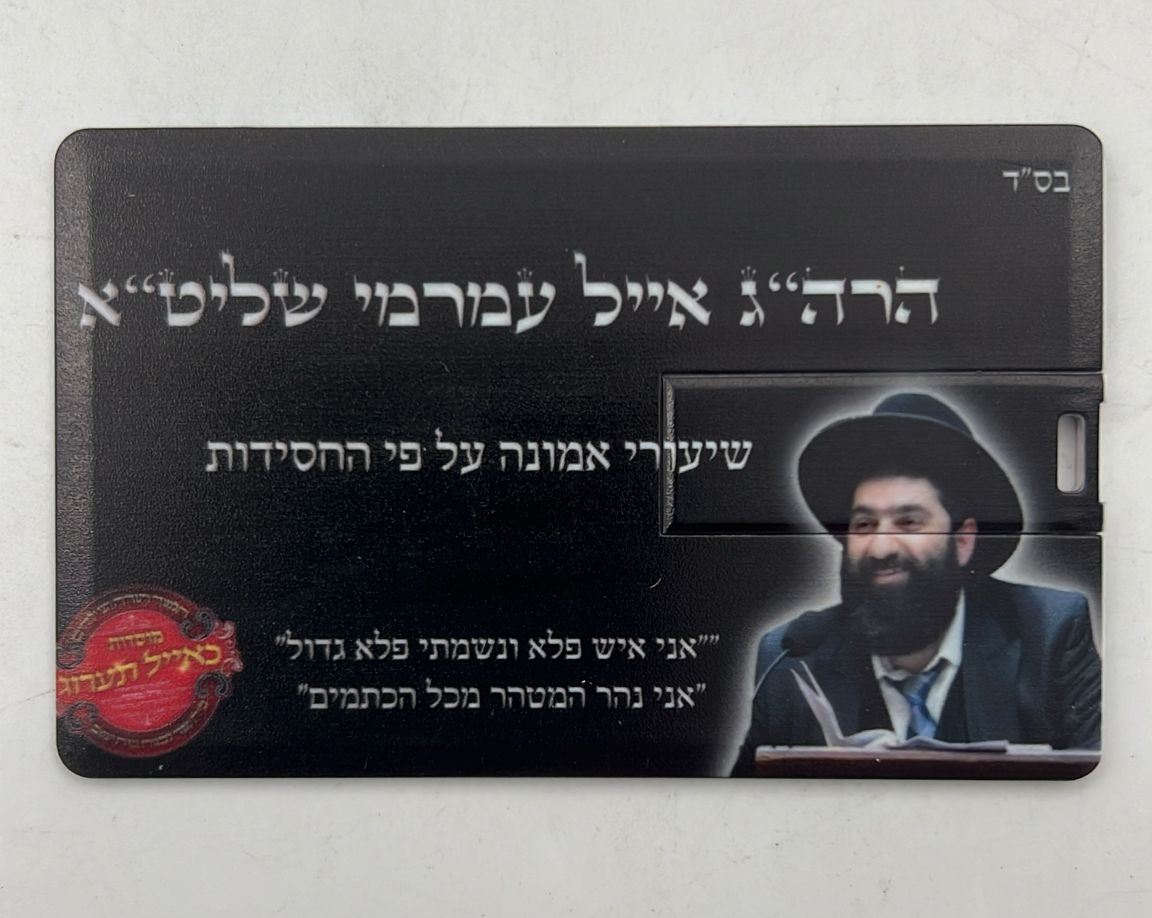 בס"ד
הרה"ג אייל עמרמי שליט"א
שיעורי אמונה על פי החסידות
""אני איש פלא ונשמתי פלא גדול"
"אני נהר המטהר מכל הכתמים"
מוסדות
כאייל תערוג